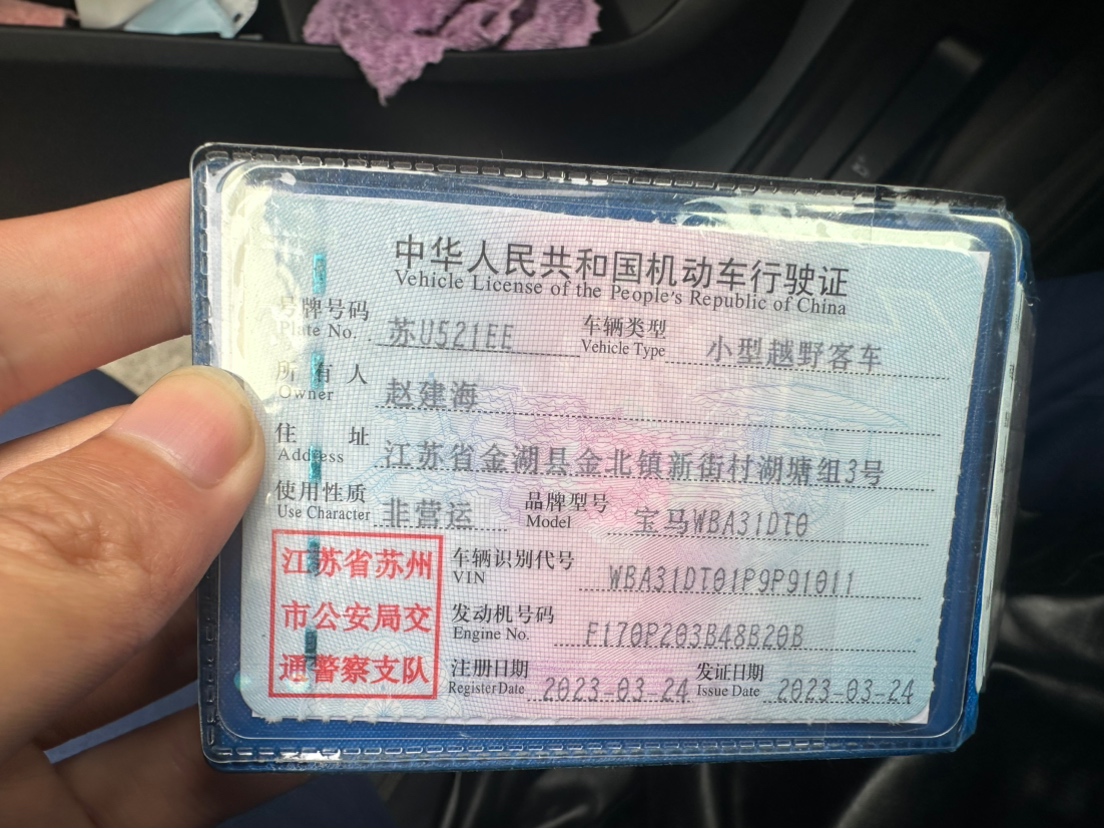 中华人民共和国机动车行驶证
Vehicle License of the People's Republic of China
号牌号码 苏U521EE 车辆类型 小型越野客车
Plate No. Vehicle Type
所有人 赵建海
Owner
住址 江苏省金湖县金北镇新街村湖塘组3号
Address
使用性质 非营运 品牌型号 宝马WBA31DT0
Use Character Model
江苏省苏州
市公安局交
通警察支队
车辆识别代号 WBA31DT01P9P91011
VIN
发动机号码 F170P203B48B20B
Engine No.
注册日期 2023-03-24 发证日期 2023-03-24
Register Date Issue Date